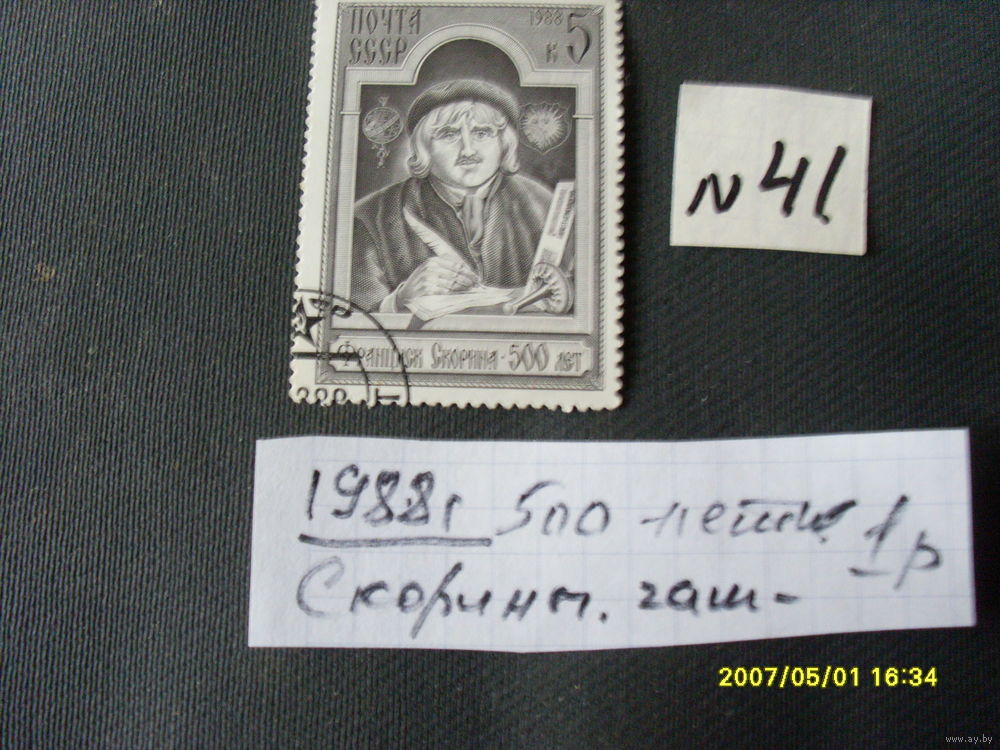 ПОЧТА
СССР
1988
к 5
Франциск Скорина · 500 лет
N 41
1988г 500 летие 1р
Скорины. гаш-
2007/05/01 16:34
www.ay.by